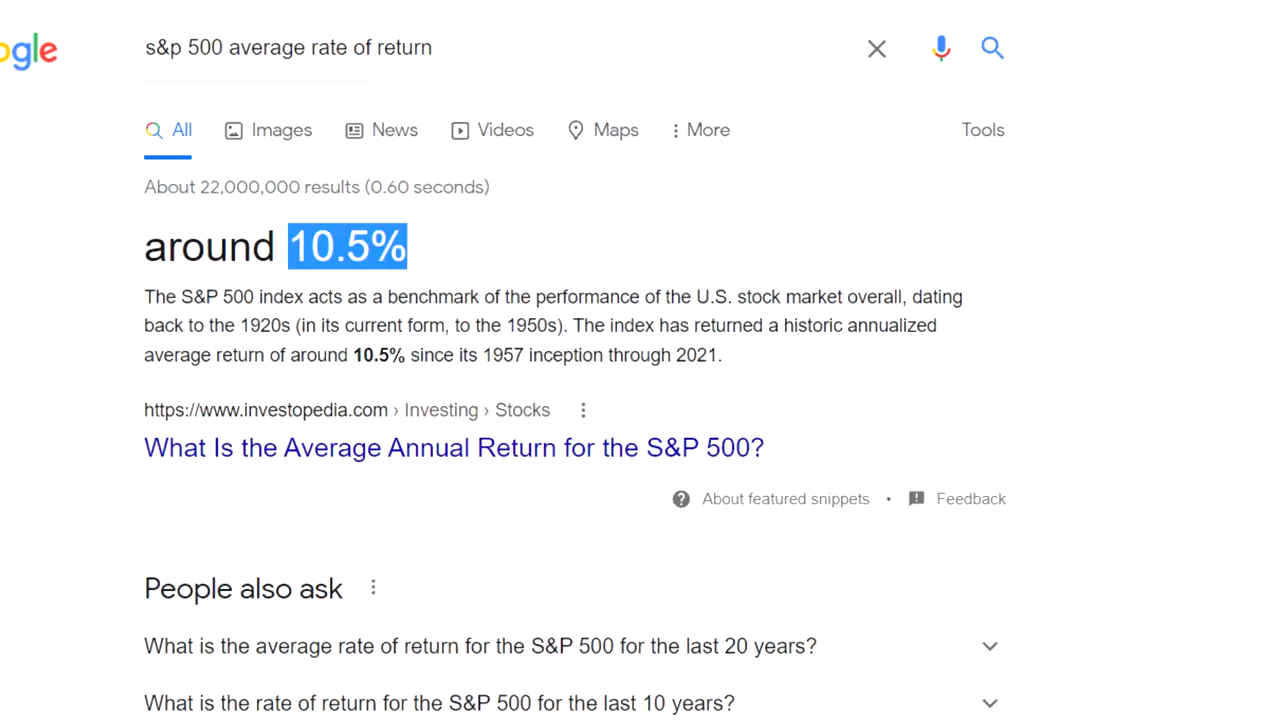 ogle
s&p 500 average rate of return
All Images News Videos Maps More Tools
About 22,000,000 results (0.60 seconds)
around 10.5%
The S&P 500 index acts as a benchmark of the performance of the U.S. stock market overall, dating
back to the 1920s (in its current form, to the 1950s). The index has returned a historic annualized
average return of around 10.5% since its 1957 inception through 2021.
https://www.investopedia.com › Investing › Stocks
What Is the Average Annual Return for the S&P 500?
About featured snippets • Feedback
People also ask
What is the average rate of return for the S&P 500 for the last 20 years?
What is the rate of return for the S&P 500 for the last 10 years?